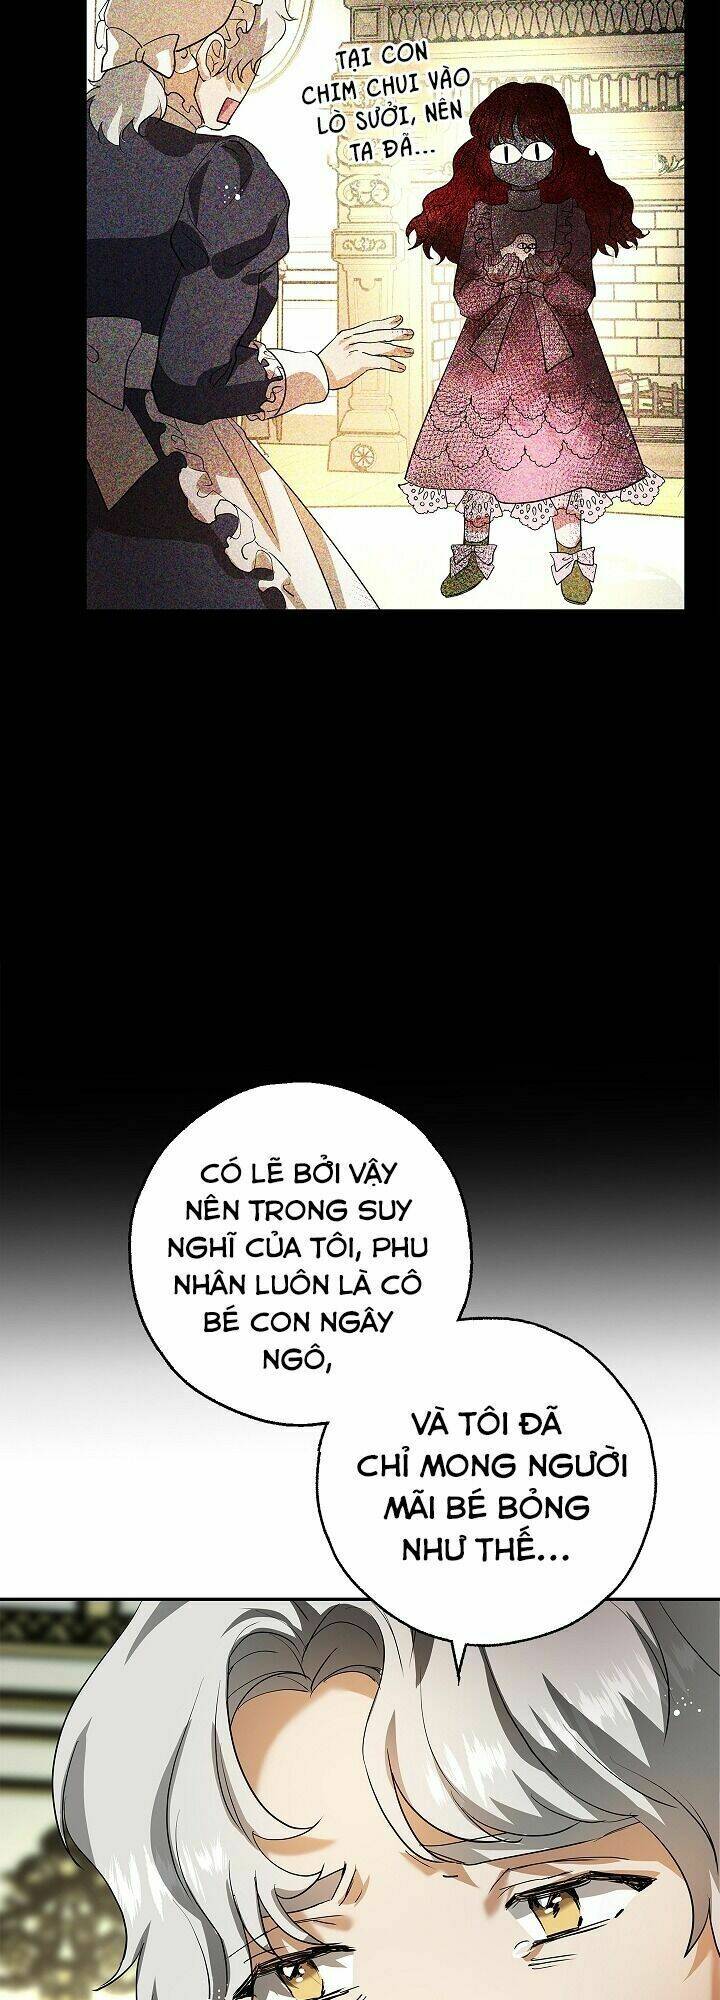 TẠI CON
CHIM CHUI VÀO
LÒ SƯỞI, NÊN
TA ĐÃ...
CÓ LẼ BỞI VẬY
NÊN TRONG SUY
NGHĨ CỦA TÔI, PHU
NHÂN LUÔN LÀ CÔ
BÉ CON NGÂY
NGÔ,
VÀ TÔI ĐÃ
CHỈ MONG NGƯỜI
MÃI BÉ BỎNG
NHƯ THẾ...